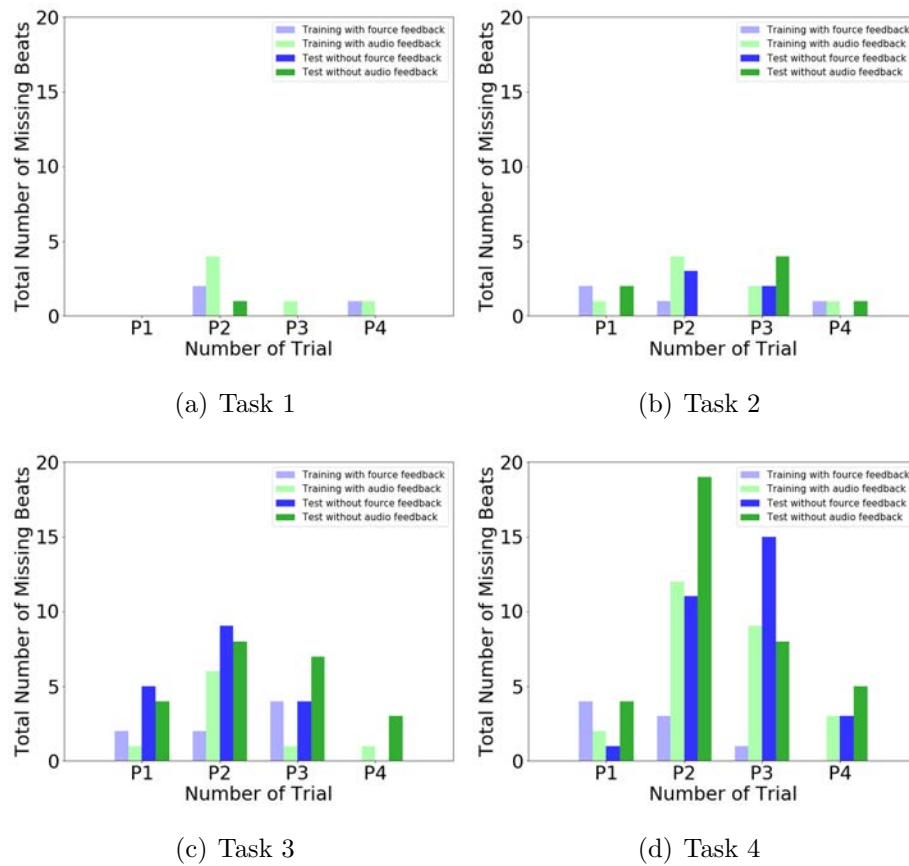 20
15
10
5
0
Total Number of Missing Beats
Training with fource feedback
Training with audio feedback
Test without fource feedback
Test without audio feedback
P1 P2 P3 P4
Number of Trial
(a) Task 1
20
15
10
5
0
Total Number of Missing Beats
Training with fource feedback
Training with audio feedback
Test without fource feedback
Test without audio feedback
P1 P2 P3 P4
Number of Trial
(b) Task 2
20
15
10
5
0
Total Number of Missing Beats
Training with fource feedback
Training with audio feedback
Test without fource feedback
Test without audio feedback
P1 P2 P3 P4
Number of Trial
(c) Task 3
20
15
10
5
0
Total Number of Missing Beats
Training with fource feedback
Training with audio feedback
Test without fource feedback
Test without audio feedback
P1 P2 P3 P4
Number of Trial
(d) Task 4